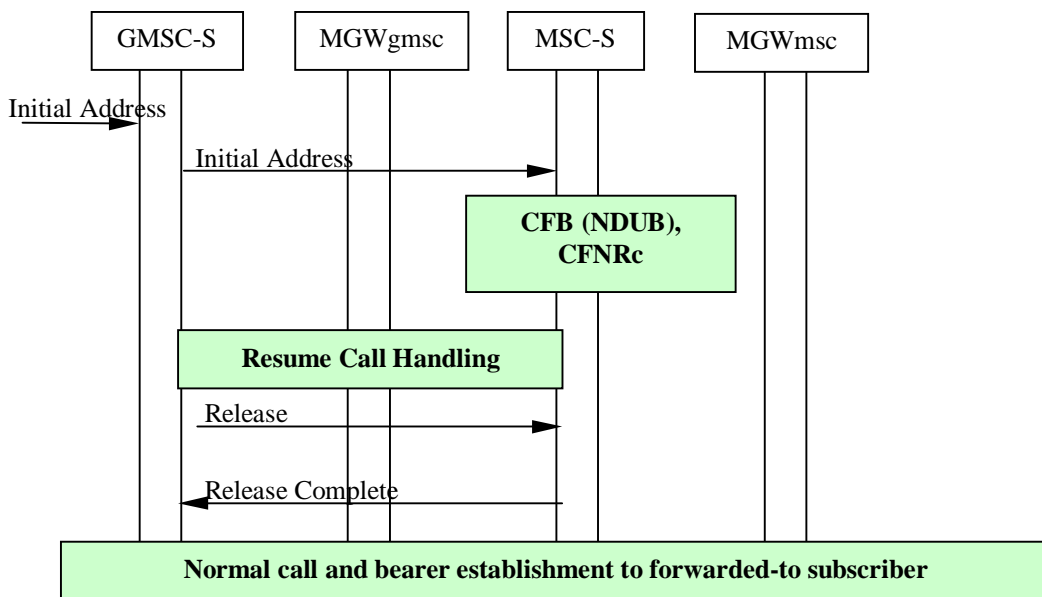 GMSC-S
MGWgmsc
MSC-S
MGWmsc
Initial Address
Initial Address
CFB (NDUB),
CFNRc
Resume Call Handling
Release
Release Complete
Normal call and bearer establishment to forwarded-to subscriber